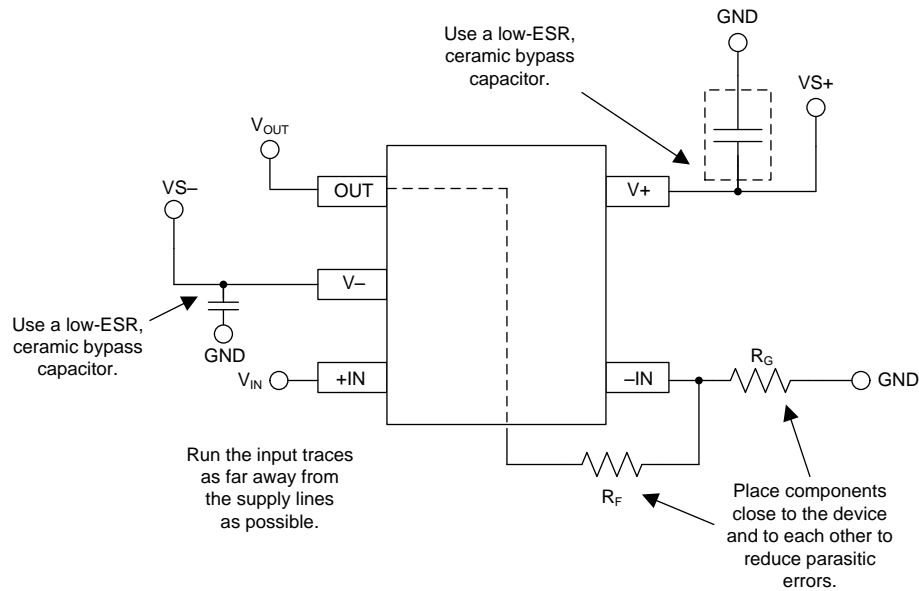 GND
Use a low-ESR,
ceramic bypass
capacitor.
VS+
VOUT
OUT
V+
VS–
V–
Use a low-ESR,
ceramic bypass
capacitor.
GND
VIN
+IN
–IN
RG
GND
Run the input traces
as far away from
the supply lines
as possible.
RF
Place components
close to the device
and to each other to
reduce parasitic
errors.